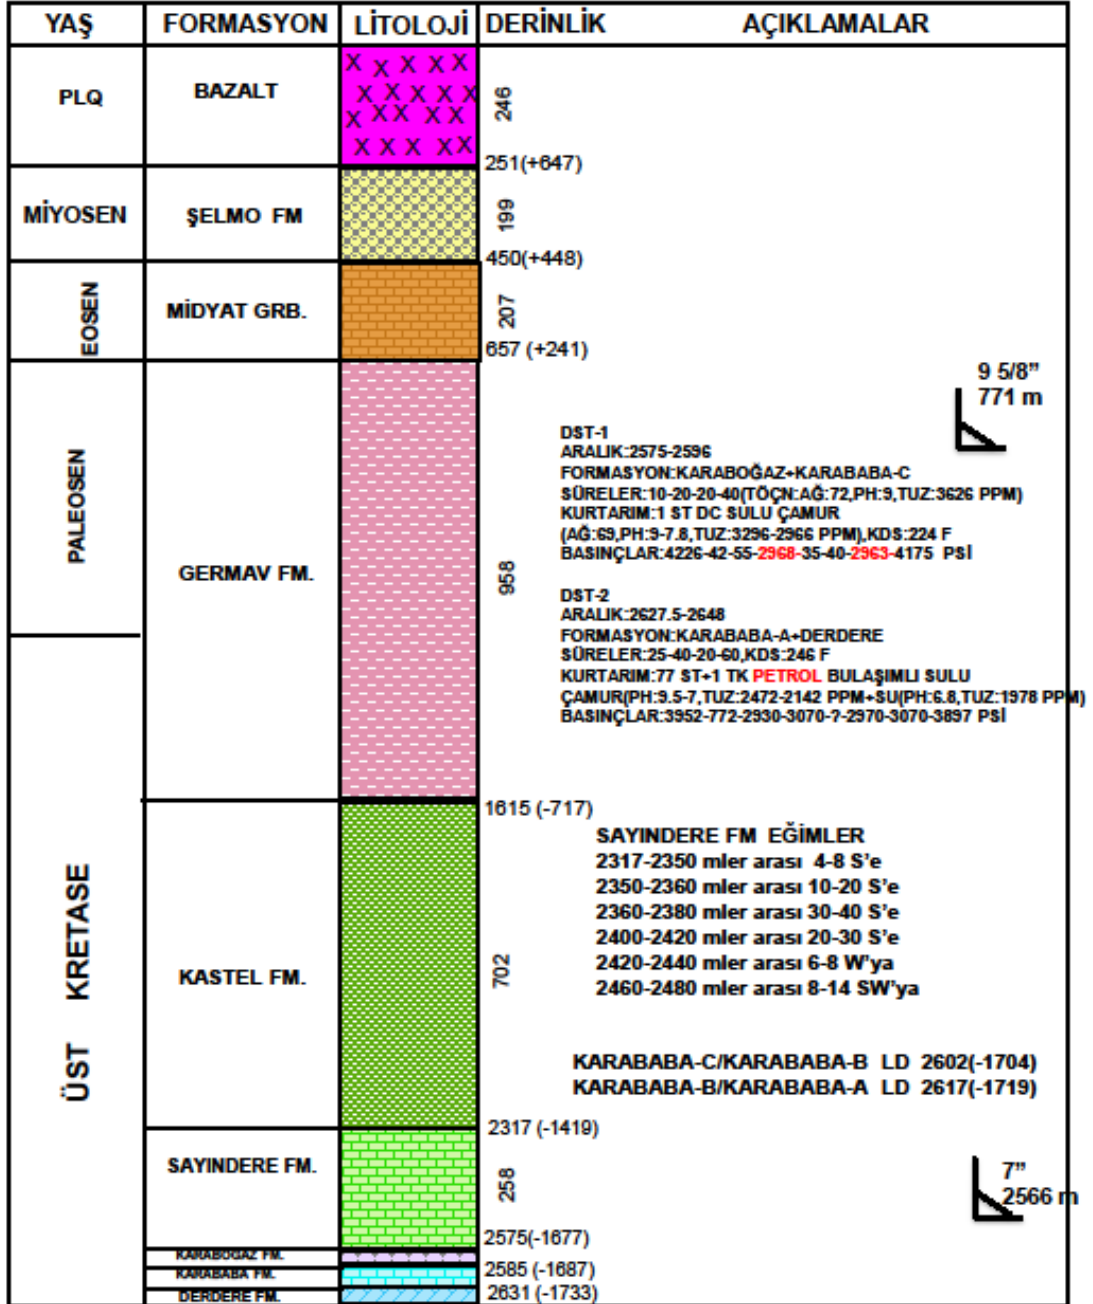 YAŞ FORMASYON LİTOLOJİ DERİNLİK AÇIKLAMALAR
PLQ
BAZALT
X X X X X
X X X X X
X X X X X
X X X X X
246
251(+647)
MİYOSEN
ŞELMO FM
199
450(+448)
EOSEN
MİDYAT GRB.
207
657 (+241)
9 5/8”
771 m
PALEOSEN
GERMAV FM.
958
DST-1
ARALIK:2575-2596
FORMASYON:KARABOĞAZ+KARABABA-C
SÜRELER:10-20-20-40(TÖÇN:AĞ:72,PH:9,TUZ:3626 PPM)
KURTARIM:1 ST DC SULU ÇAMUR
(AĞ:69,PH:9-7.8,TUZ:3296-2966 PPM),KDS:224 F
BASINÇLAR:4226-42-55-2968-35-40-2963-4175 PSİ
DST-2
ARALIK:2627.5-2648
FORMASYON:KARABABA-A+DERDERE
SÜRELER:25-40-20-60,KDS:246 F
KURTARIM:77 ST+1 TK PETROL BULAŞIMLI SULU
ÇAMUR(PH:9.5-7,TUZ:2472-2142 PPM+SU(PH:6.8,TUZ:1978 PPM)
BASINÇLAR:3952-772-2930-3070-?-2970-3070-3897 PSİ
1615 (-717)
ÜST KRETASE
KASTEL FM.
702
SAYINDERE FM EĞİMLER
2317-2350 mler arası 4-8 S’e
2350-2360 mler arası 10-20 S’e
2360-2380 mler arası 30-40 S’e
2400-2420 mler arası 20-30 S’e
2420-2440 mler arası 6-8 W’ya
2460-2480 mler arası 8-14 SW’ya
KARABABA-C/KARABABA-B LD 2602(-1704)
KARABABA-B/KARABABA-A LD 2617(-1719)
2317 (-1419)
SAYINDERE FM.
258
7”
2566 m
2575(-1677)
KARABOGAZ FM.
2585 (-1687)
KARABABA FM.
2631 (-1733)
DERDERE FM.